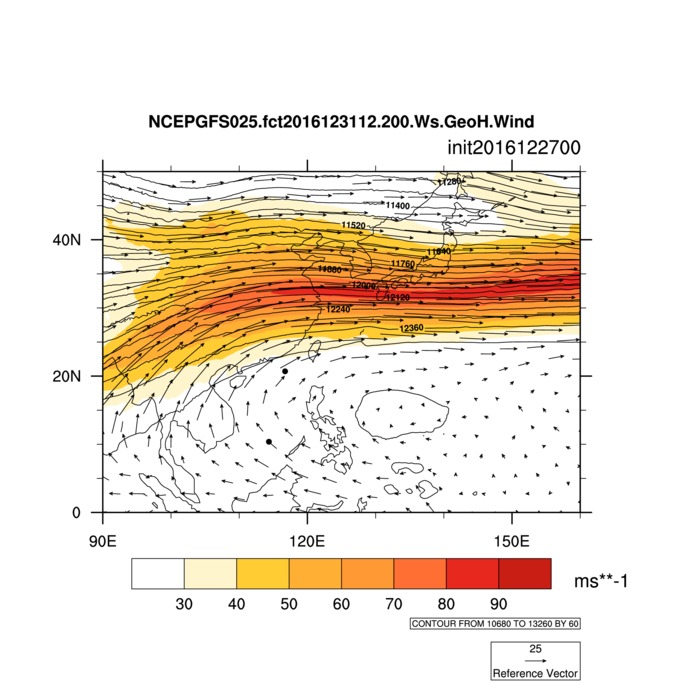 NCEPGFS025.fct2016123112.200.Ws.GeoH.Wind
init2016122700
11280
11400
11520
40N
11640
11760
11880
12000
12120
12240
12360
20N
0
90E 120E 150E
ms**-1
30 40 50 60 70 80 90
CONTOUR FROM 10680 TO 13260 BY 60
25
Reference Vector